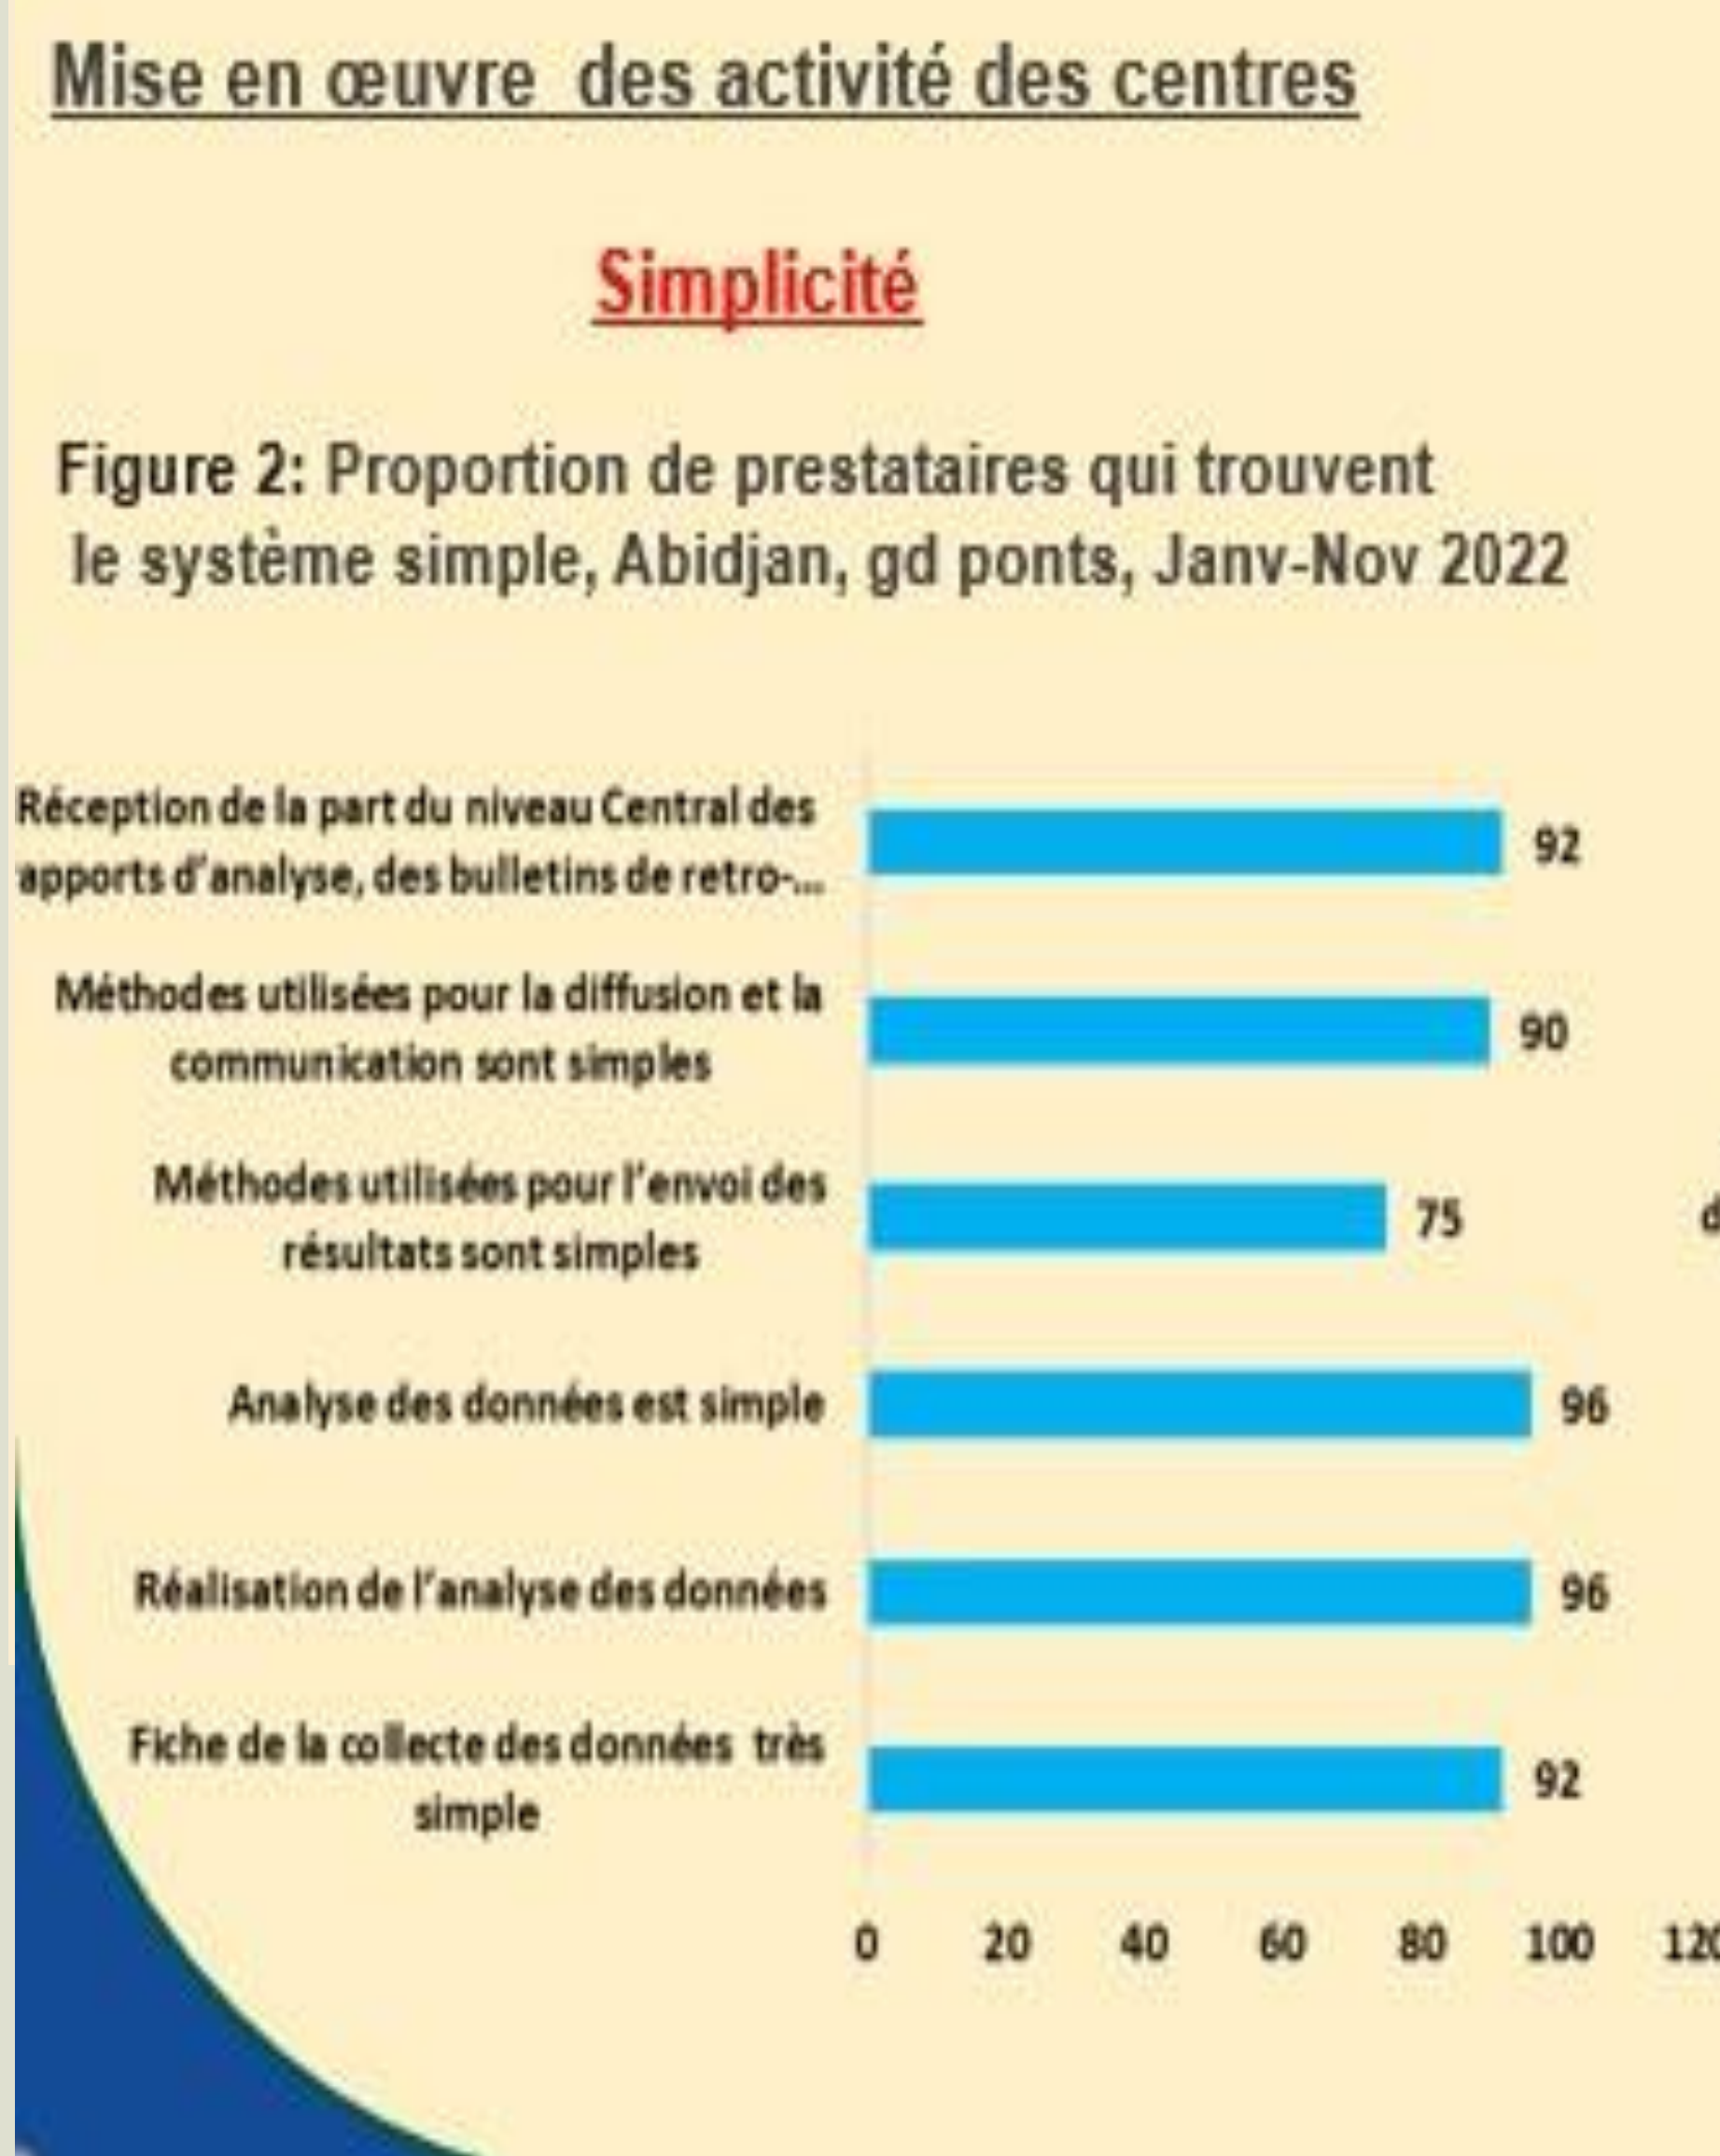 Mise en œuvre des activité des centres
Simplicité
Figure 2: Proportion de prestataires qui trouvent
le système simple, Abidjan, gd ponts, Janv-Nov 2022
Réception de la part du niveau Central des
apports d'analyse, des bulletins de retro-...
92
Méthodes utilisées pour la diffusion et la
communication sont simples
90
Méthodes utilisées pour l'envoi des
résultats sont simples
75
d
Analyse des données est simple
96
Réalisation de l'analyse des données
96
Fiche de la collecte des données très
simple
92
0 20 40 60 80 100 120